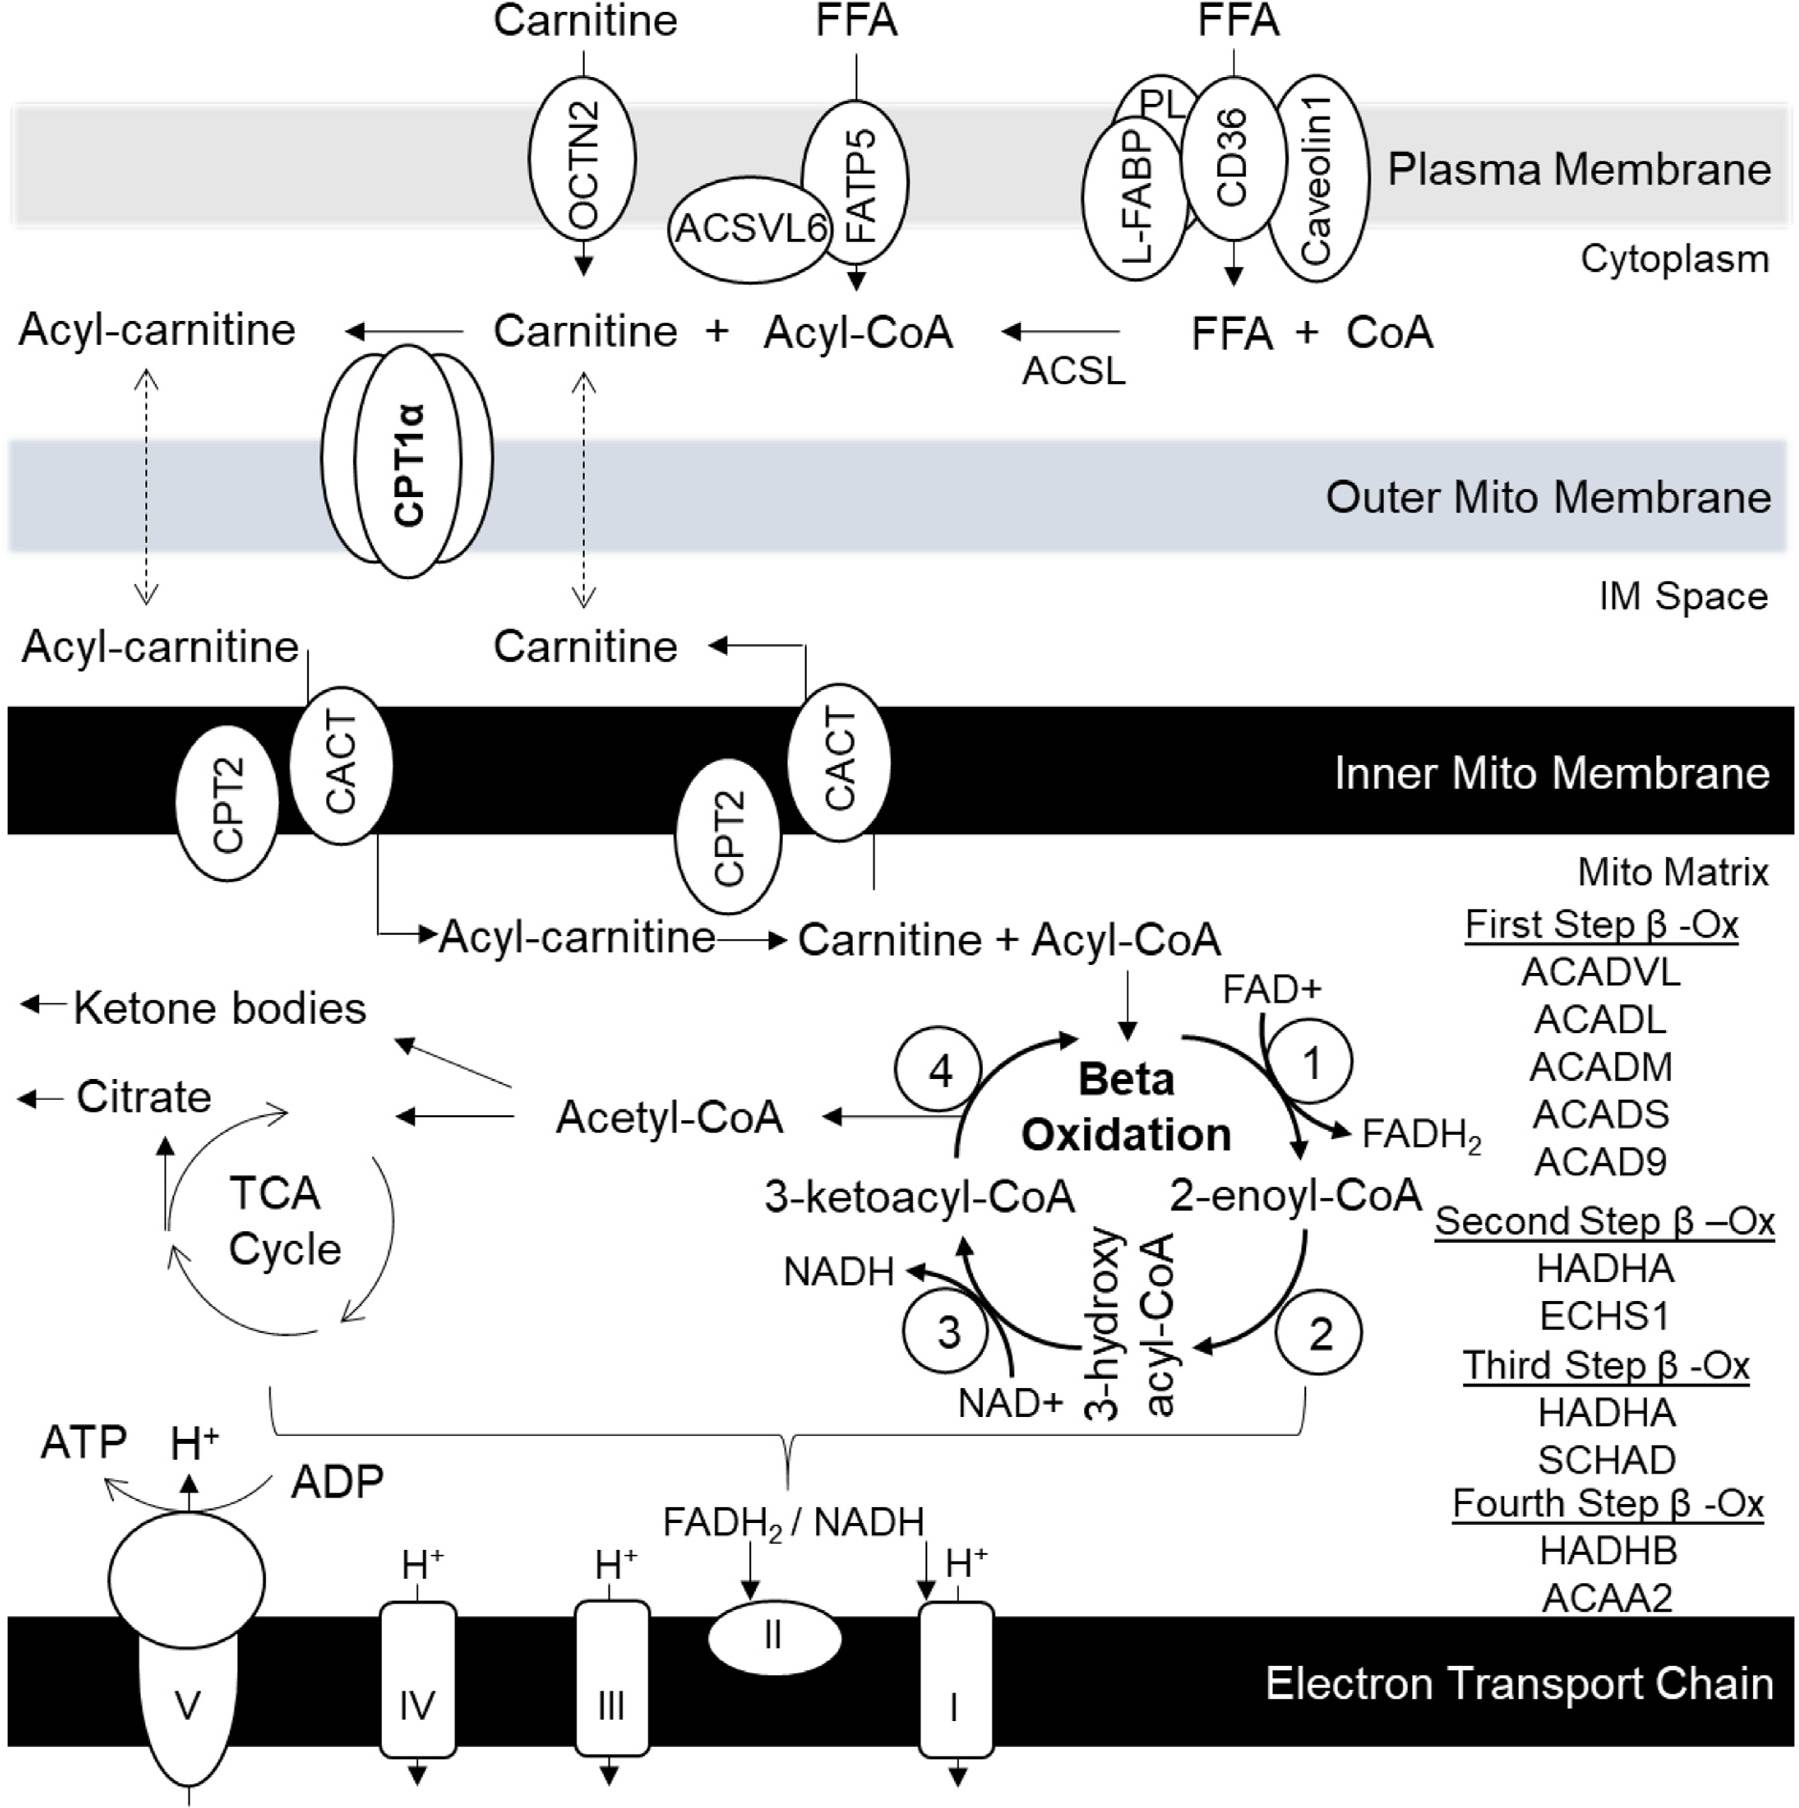 Carnitine
FFA
FFA
OCTN2
ACSVL6
FATP5
PL
L-FABP
CD36
Caveolin1
Plasma Membrane
Cytoplasm
Acyl-carnitine
Carnitine + Acyl-CoA
FFA + CoA
ACSL
CPT1α
Outer Mito Membrane
IM Space
Acyl-carnitine
Carnitine
CPT2
CACT
CPT2
CACT
Inner Mito Membrane
Mito Matrix
Acyl-carnitine
Carnitine + Acyl-CoA
First Step β -Ox
ACADVL
ACADL
ACADM
ACADS
ACAD9
Second Step β –Ox
HADHA
ECHS1
Third Step β -Ox
HADHA
SCHAD
Fourth Step β -Ox
HADHB
ACAA2
Ketone bodies
Citrate
TCA
Cycle
Acetyl-CoA
Beta
Oxidation
FAD+
1
FADH2
2-enoyl-CoA
2
3-hydroxy
acyl-CoA
NAD+
3
NADH
3-ketoacyl-CoA
4
ATP
H+
ADP
FADH2 / NADH
H+
H+
H+
V
IV
III
II
I
Electron Transport Chain